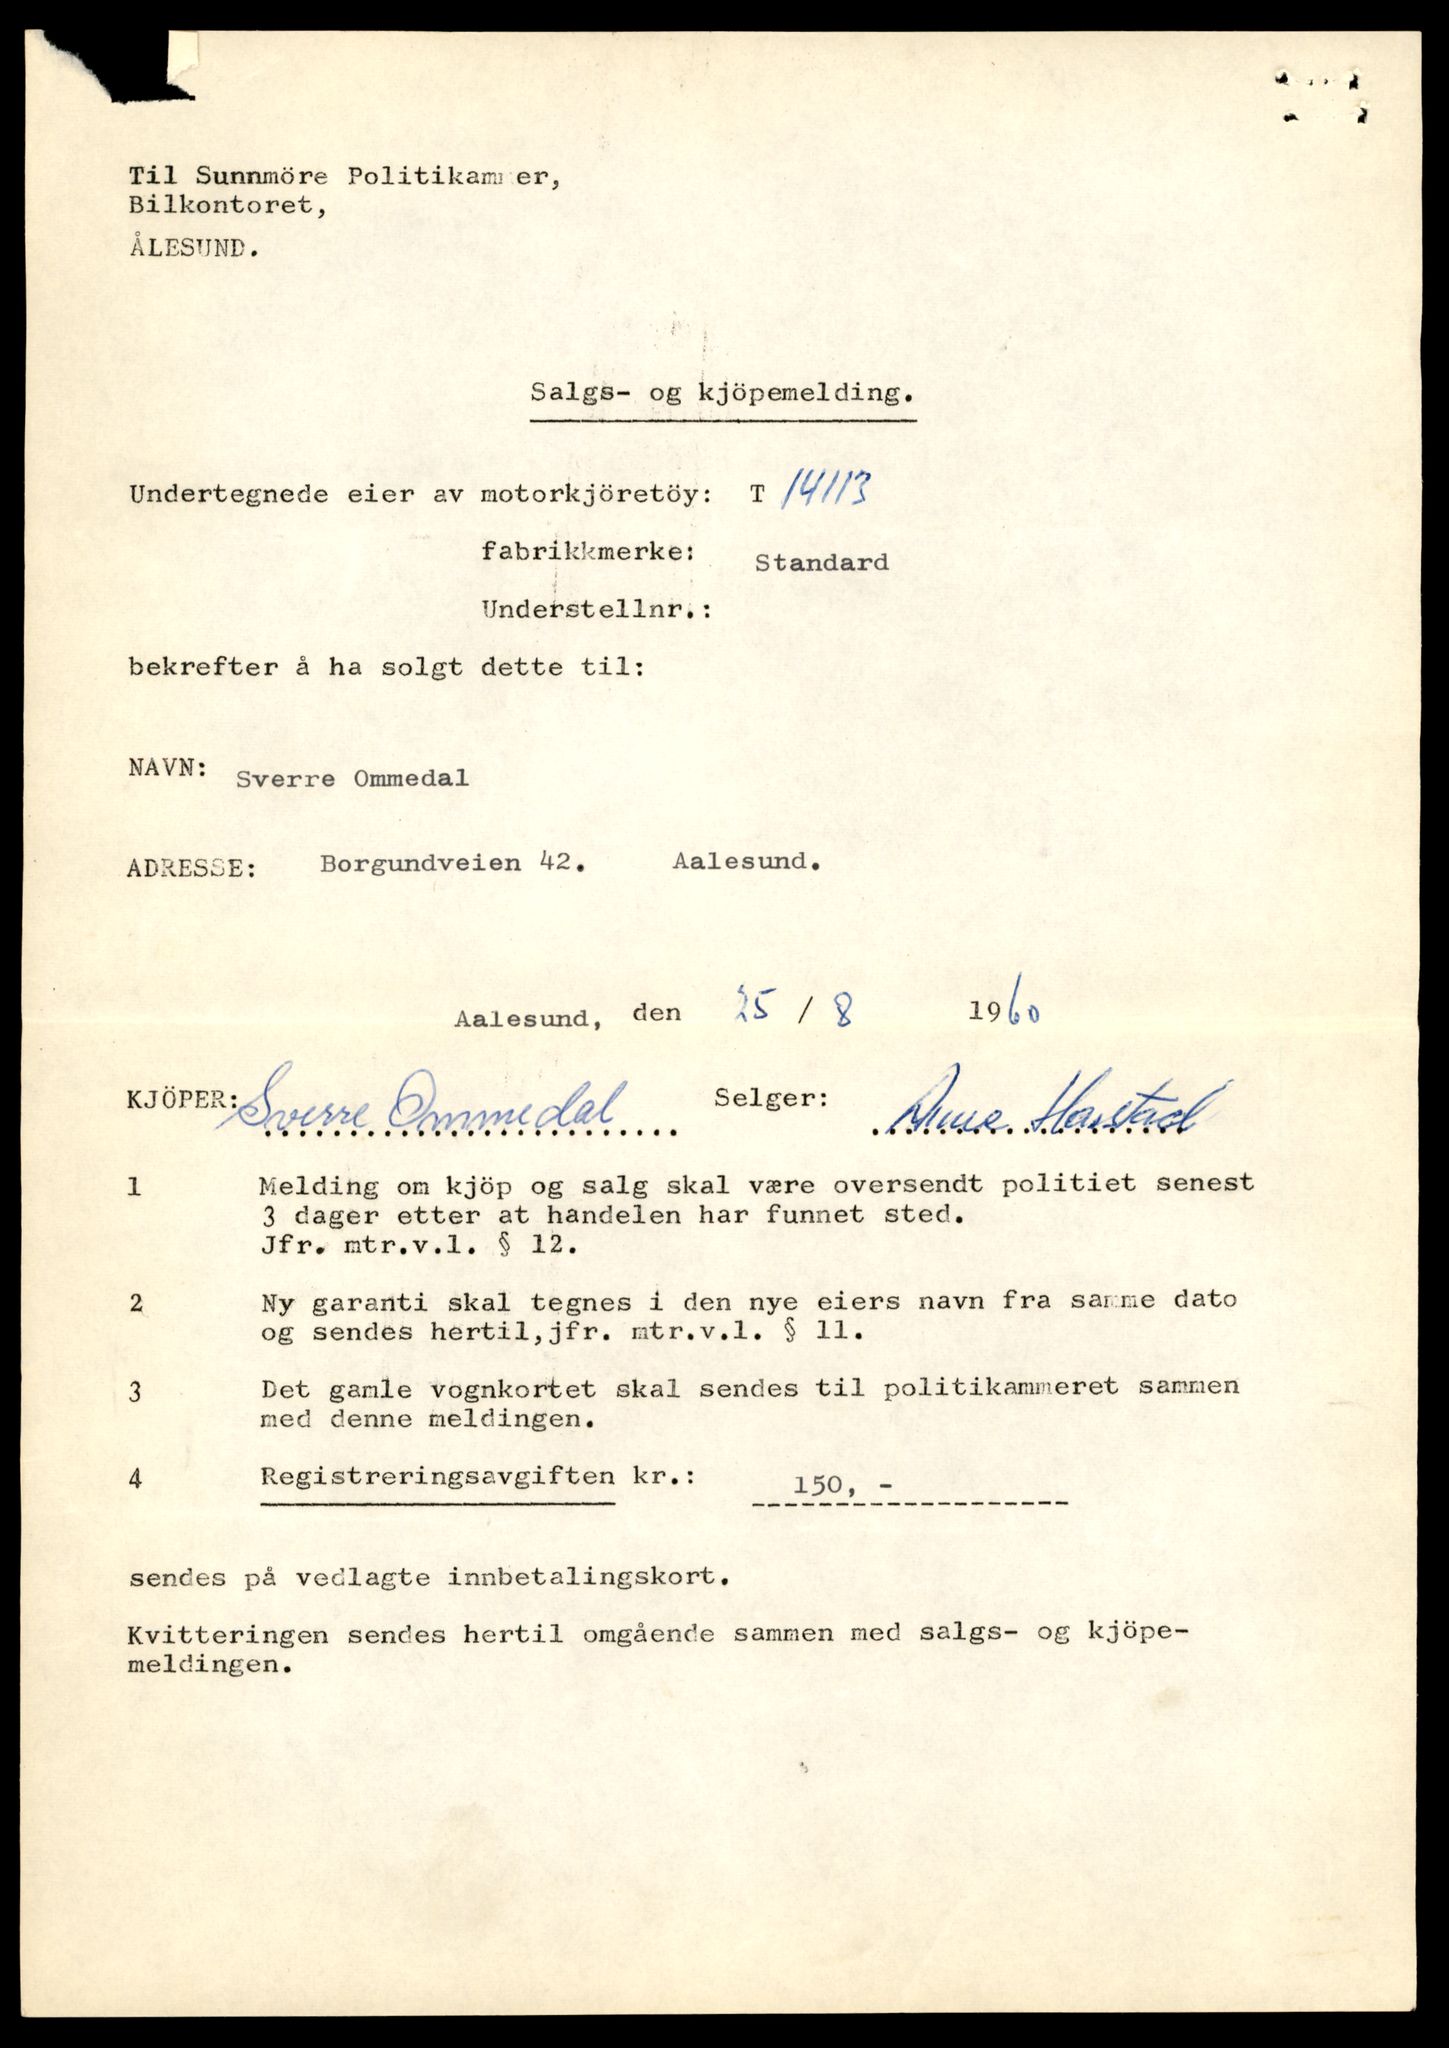 Til Sunnmöre Politikammer,
Bilkontoret,
ÅLESUND.
Salgs- og kjöpemelding.
Undertegnede eier av motorkjöretöy: T 14113
fabrikkmerke: Standard
Understellnr.:
bekrefter å ha solgt dette til:
NAVN: Sverre Ommedal
ADRESSE: Borgundveien 42. Aalesund.
Aalesund, den 25 / 8 1960
KJÖPER: Sverre Ommedal Selger: Anne Harstad
1 Melding om kjöp og salg skal være oversendt politiet senest
3 dager etter at handelen har funnet sted.
Jfr. mtr.v.l. § 12.
2 Ny garanti skal tegnes i den nye eiers navn fra samme dato
og sendes hertil,jfr. mtr.v.l. § 11.
3 Det gamle vognkortet skal sendes til politikammeret sammen
med denne meldingen.
4 Registreringsavgiften kr.: 150, -
sendes på vedlagte innbetalingskort.
Kvitteringen sendes hertil omgående sammen med salgs- og kjöpe-
meldingen.